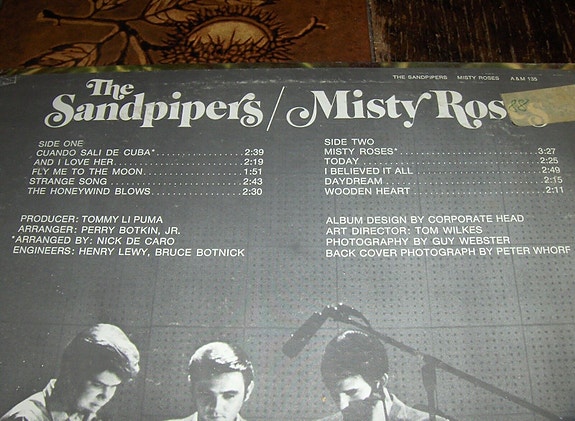 THE SANDPIPERS MISTY ROSES A&M 135
The Sandpipers / Misty Roses
SIDE ONE
CUANDO SALI DE CUBA*..................2:39
AND I LOVE HER..........................2:19
FLY ME TO THE MOON..................1:51
STRANGE SONG..........................2:43
THE HONEYWIND BLOWS..............2:30
SIDE TWO
MISTY ROSES*............................3:27
TODAY....................................2:25
I BELIEVED IT ALL........................2:49
DAYDREAM...............................2:15
WOODEN HEART.........................2:11
PRODUCER: TOMMY LI PUMA
ARRANGER: PERRY BOTKIN, JR.
*ARRANGED BY: NICK DE CARO
ENGINEERS: HENRY LEWY, BRUCE BOTNICK
ALBUM DESIGN BY CORPORATE HEAD
ART DIRECTOR: TOM WILKES
PHOTOGRAPHY BY GUY WEBSTER
BACK COVER PHOTOGRAPH BY PETER WHORF